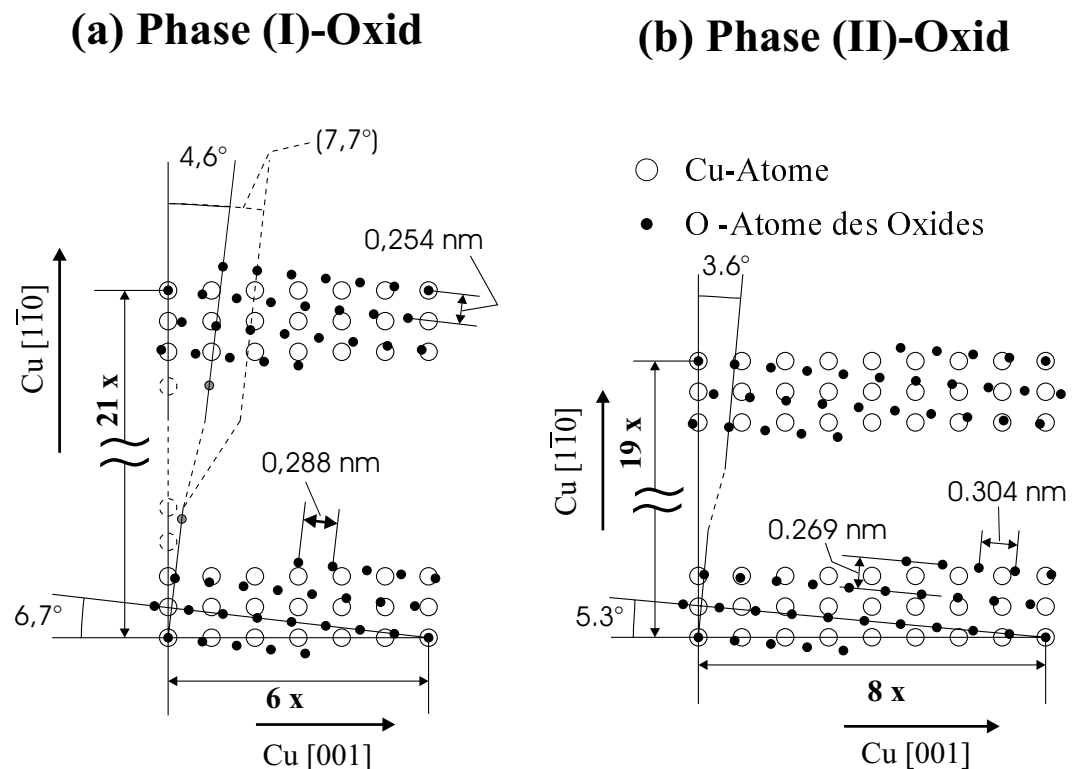 (a) Phase (I)-Oxid
4,6°
(7,7°)
0,254 nm
Cu [11̅0]
21 x
0,288 nm
6,7°
6 x
Cu [001]
(b) Phase (II)-Oxid
Cu-Atome
O -Atome des Oxides
3.6°
Cu [11̅0]
19 x
0.304 nm
0.269 nm
5.3°
8 x
Cu [001]